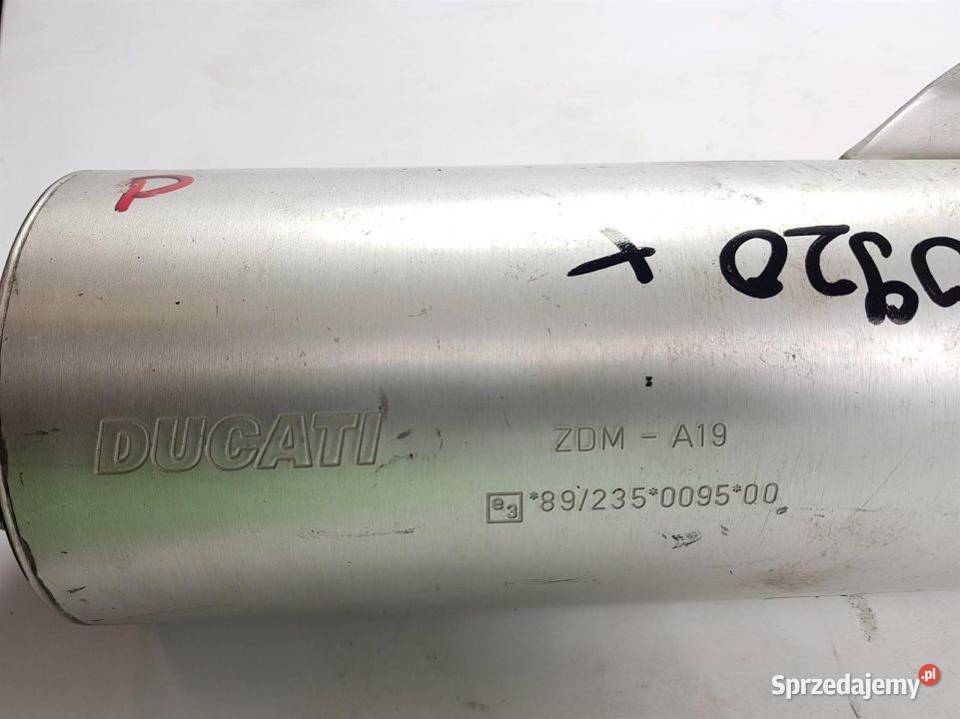 D
0920 x
DUCATI
ZDM - A19
e3 *89/235*0095*00
Sprzedajemy.pl